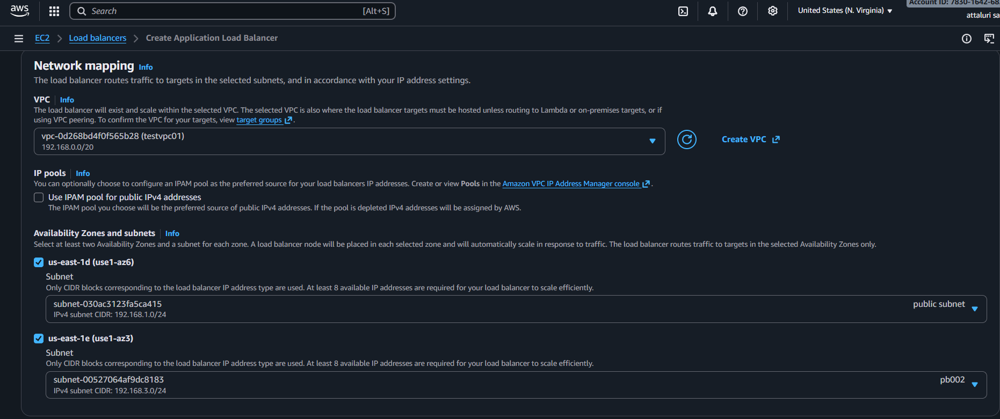 aws
Search [Alt+S]
United States (N. Virginia)
Account ID: 7830-1642-68
attaluri sa
EC2 > Load balancers > Create Application Load Balancer
Network mapping Info
The load balancer routes traffic to targets in the selected subnets, and in accordance with your IP address settings.
VPC Info
The load balancer will exist and scale within the selected VPC. The selected VPC is also where the load balancer targets must be hosted unless routing to Lambda or on-premises targets, or if
using VPC peering. To confirm the VPC for your targets, view target groups.
vpc-0d268bd4f0f565b28 (testvpc01)
192.168.0.0/20
Create VPC
IP pools Info
You can optionally choose to configure an IPAM pool as the preferred source for your load balancers IP addresses. Create or view Pools in the Amazon VPC IP Address Manager console.
Use IPAM pool for public IPv4 addresses
The IPAM pool you choose will be the preferred source of public IPv4 addresses. If the pool is depleted IPv4 addresses will be assigned by AWS.
Availability Zones and subnets Info
Select at least two Availability Zones and a subnet for each zone. A load balancer node will be placed in each selected zone and will automatically scale in response to traffic. The load balancer routes traffic to targets in the selected Availability Zones only.
us-east-1d (use1-az6)
Subnet
Only CIDR blocks corresponding to the load balancer IP address type are used. At least 8 available IP addresses are required for your load balancer to scale efficiently.
subnet-030ac3123fa5ca415 public subnet
IPv4 subnet CIDR: 192.168.1.0/24
us-east-1e (use1-az3)
Subnet
Only CIDR blocks corresponding to the load balancer IP address type are used. At least 8 available IP addresses are required for your load balancer to scale efficiently.
subnet-00527064af9dc8183 pb002
IPv4 subnet CIDR: 192.168.3.0/24